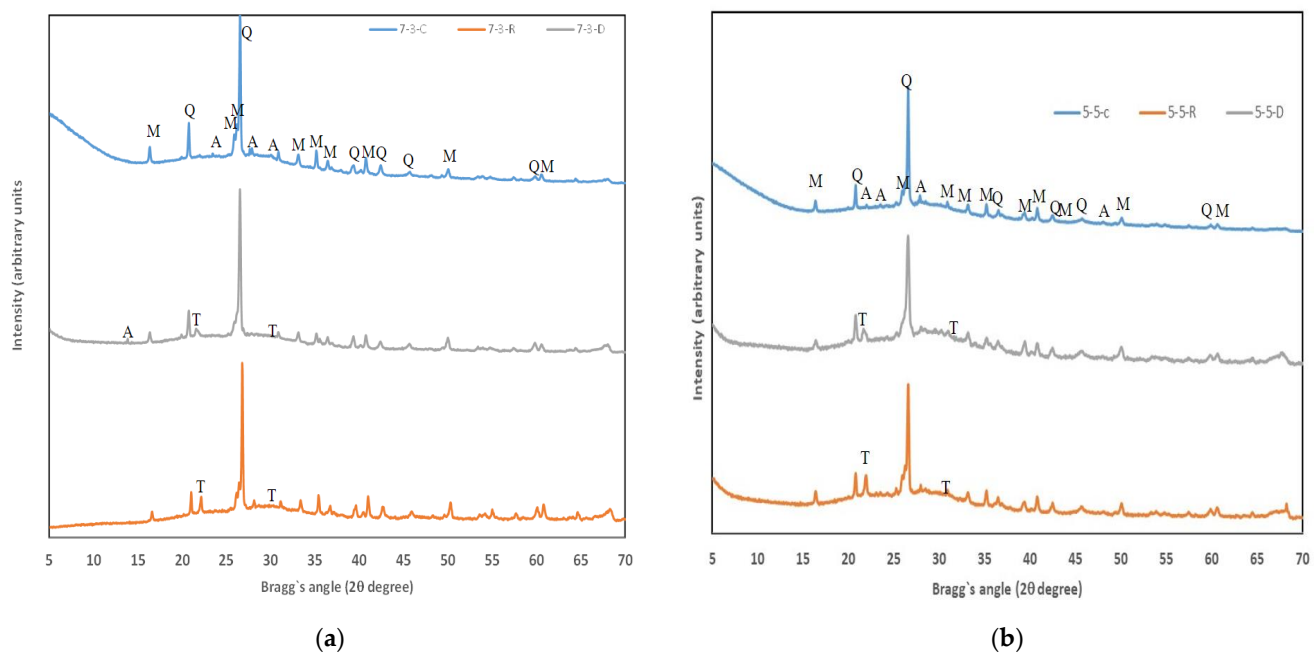 7-3-C 7-3-R 7-3-D
Q
M
Q
M
M
A
A
A
M
M
M
Q
M
Q
Q
M
Q
M
A
T
T
T
T
Intensity (arbitrary units)
5 10 15 20 25 30 35 40 45 50 55 60 65 70
Bragg`s angle (2θ degree)
(a)
5-5-c 5-5-R 5-5-D
Q
M
Q
A
A
M
A
M
M
M
Q
M
M
Q
M
Q
A
M
Q
M
T
T
T
T
Intensity (arbitrary units)
5 10 15 20 25 30 35 40 45 50 55 60 65 70
Bragg`s angle (2θ degree)
(b)